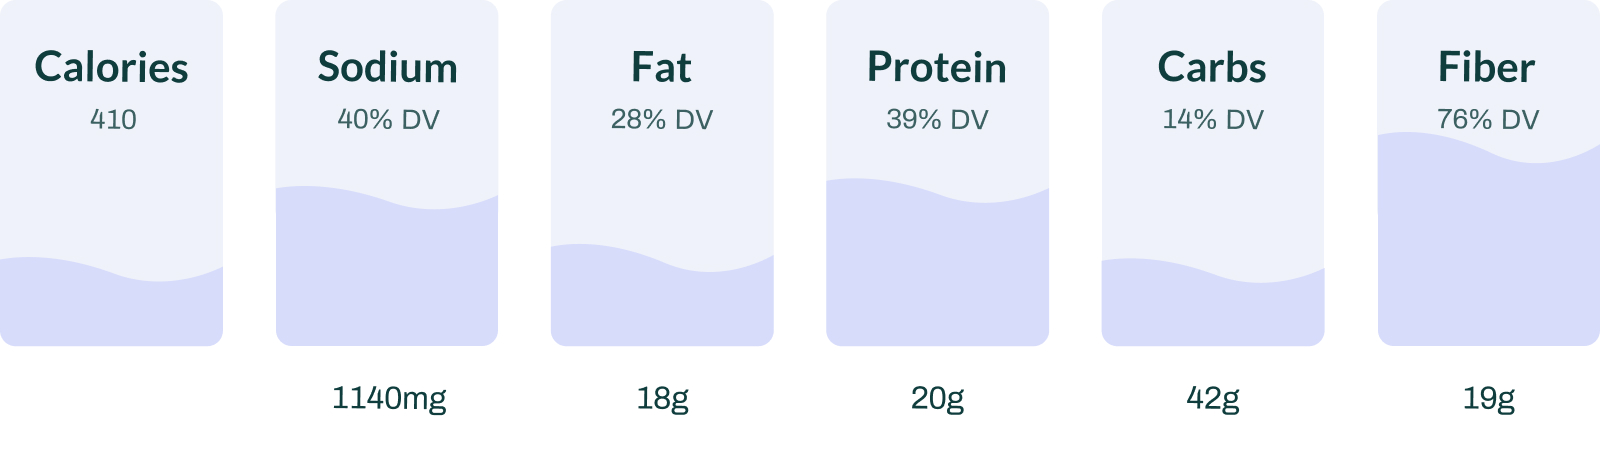 Calories
410
Sodium
40% DV
1140mg
Fat
28% DV
18g
Protein
39% DV
20g
Carbs
14% DV
42g
Fiber
76% DV
19g